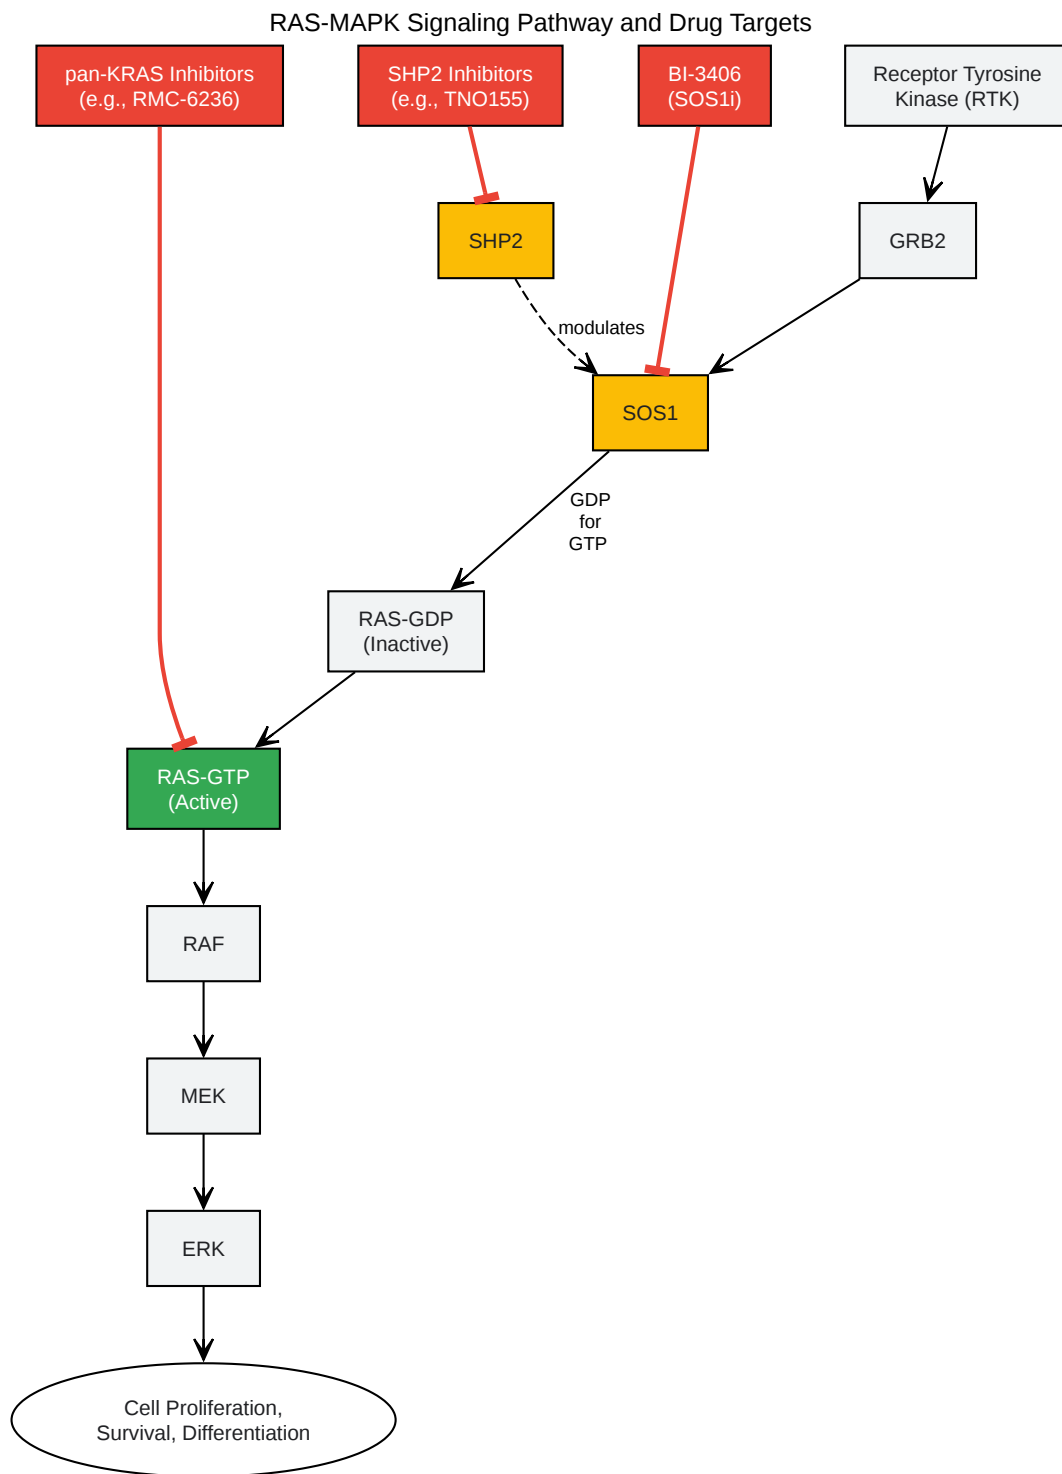 RAS-MAPK Signaling Pathway and Drug Targets
pan-KRAS Inhibitors
(e.g., RMC-6236)
SHP2 Inhibitors
(e.g., TNO155)
BI-3406
(SOS1i)
Receptor Tyrosine
Kinase (RTK)
SHP2
GRB2
modulates
SOS1
GDP
for
GTP
RAS-GDP
(Inactive)
RAS-GTP
(Active)
RAF
MEK
ERK
Cell Proliferation,
Survival, Differentiation